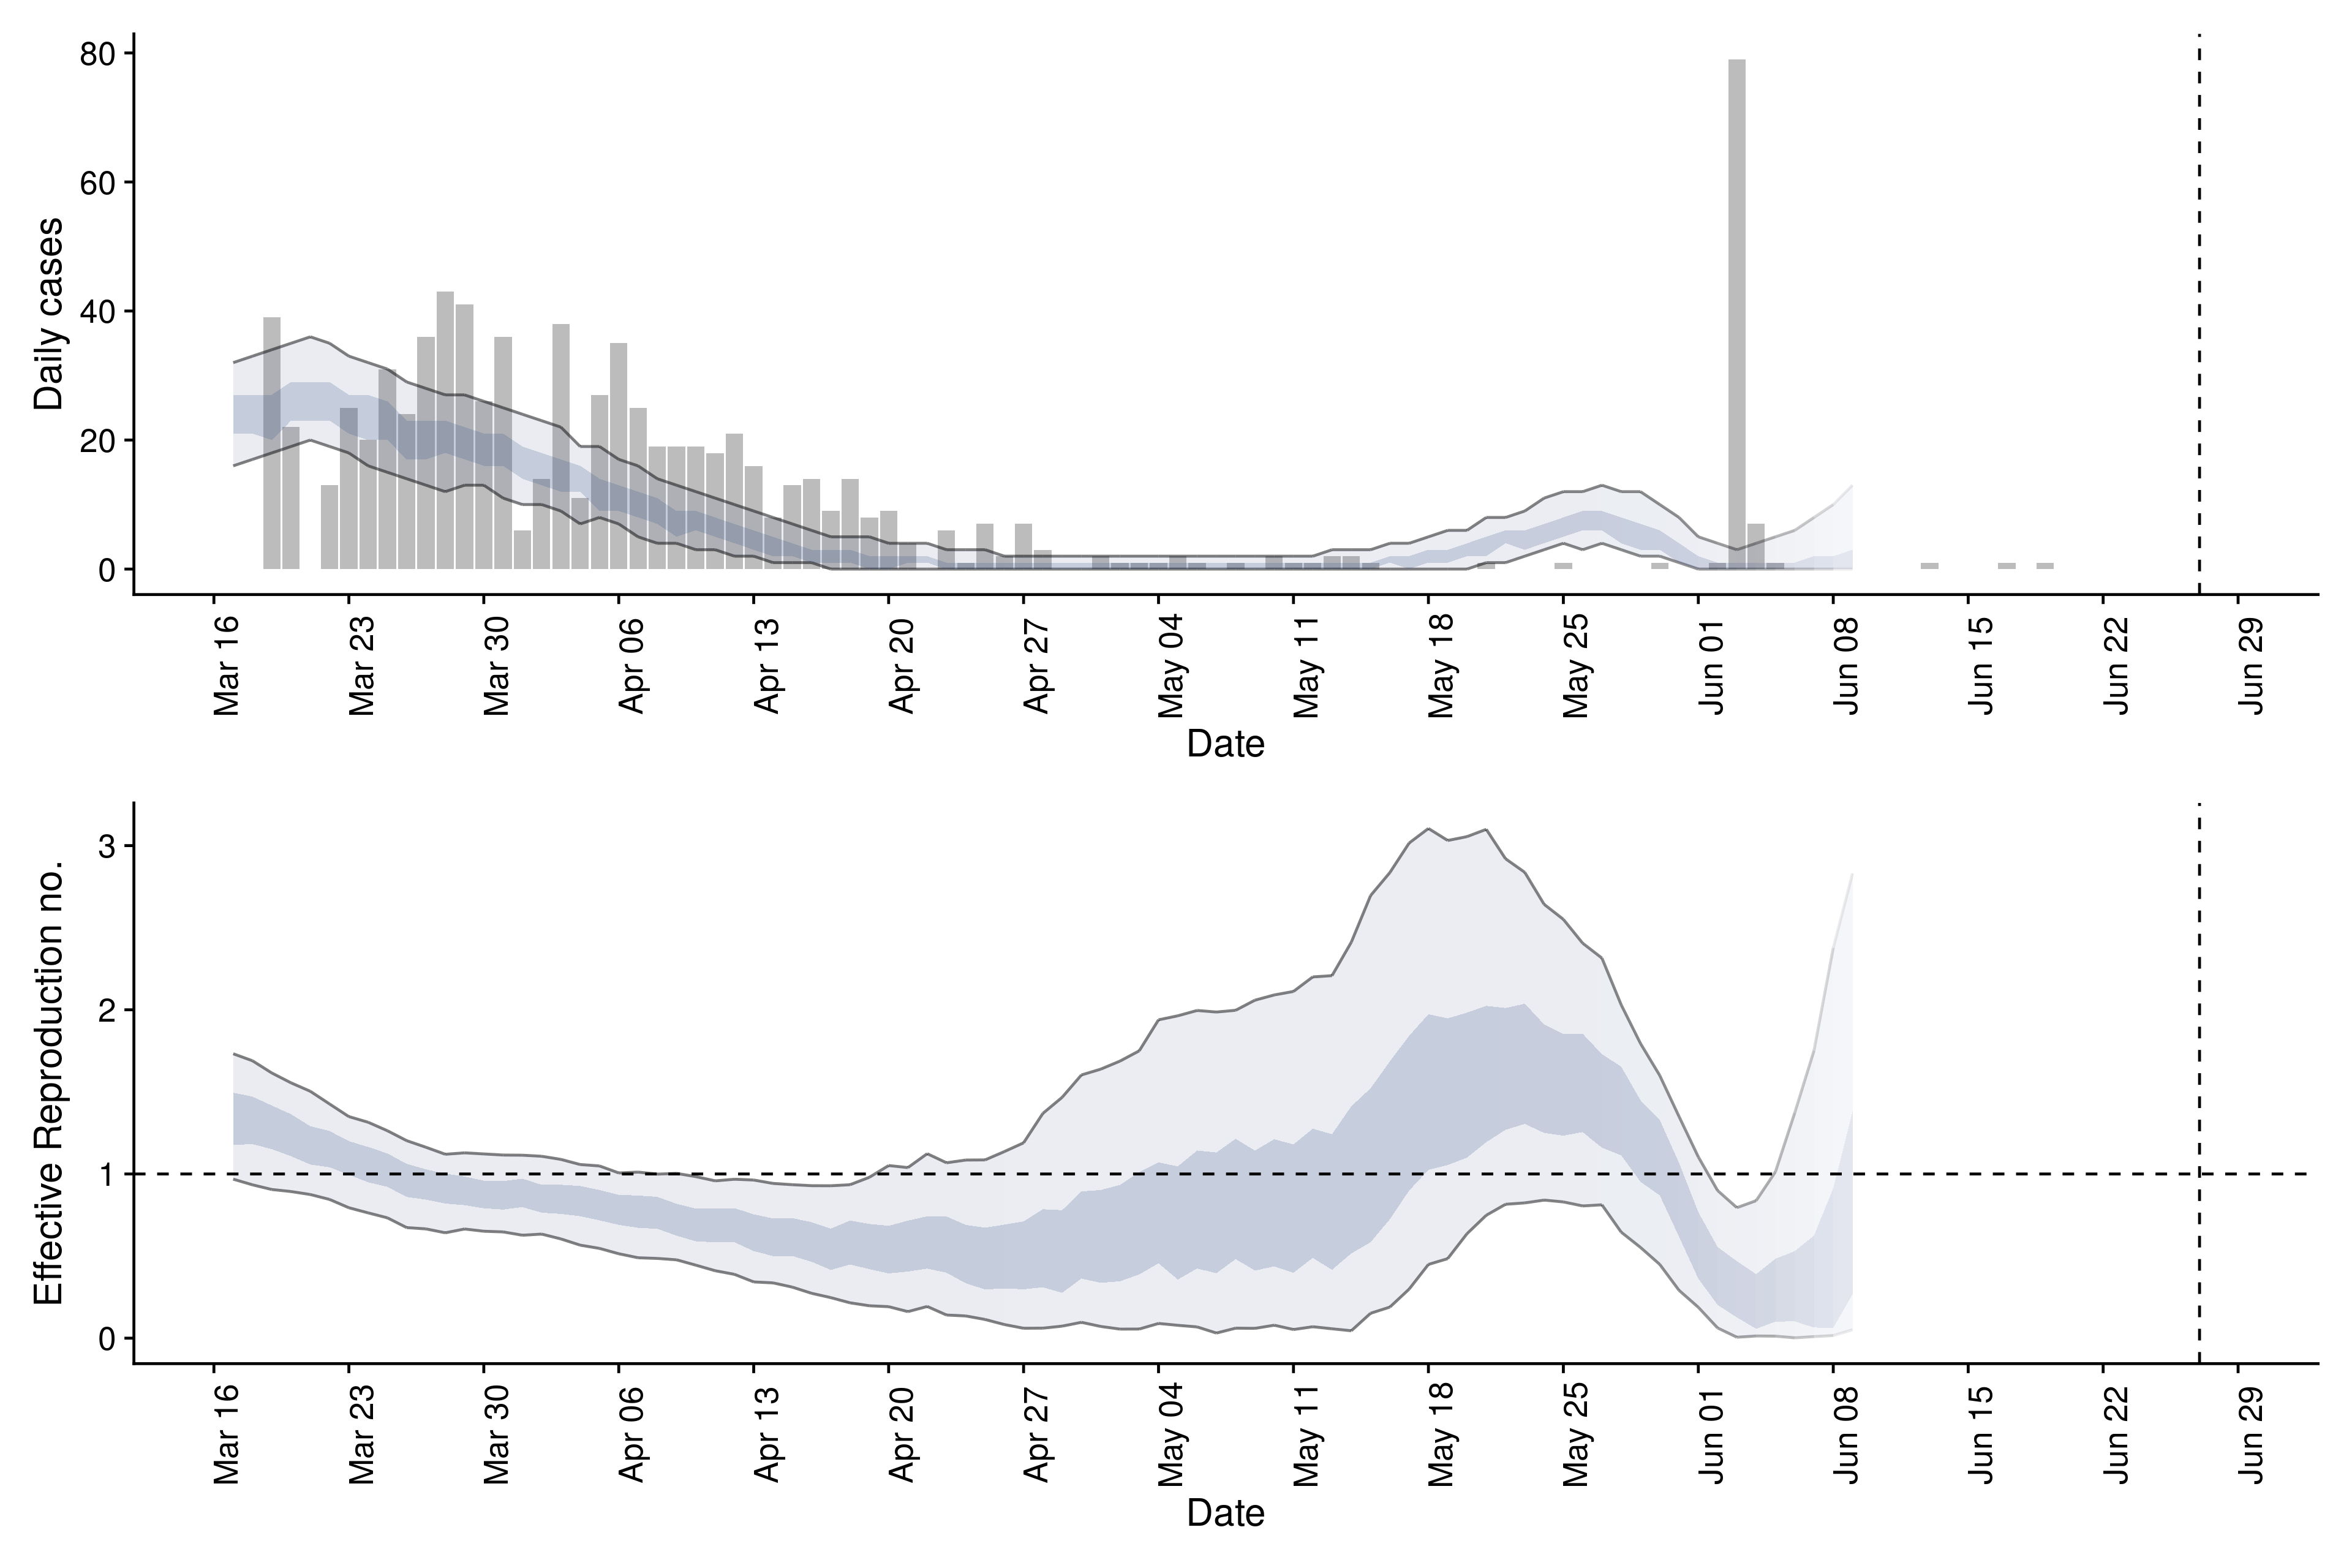 Daily cases
80
60
40
20
0
Mar 16
Mar 23
Mar 30
Apr 06
Apr 13
Apr 20
Apr 27
May 04
May 11
May 18
May 25
Jun 01
Jun 08
Jun 15
Jun 22
Jun 29
Date
Effective Reproduction no.
3
2
1
0
Mar 16
Mar 23
Mar 30
Apr 06
Apr 13
Apr 20
Apr 27
May 04
May 11
May 18
May 25
Jun 01
Jun 08
Jun 15
Jun 22
Jun 29
Date